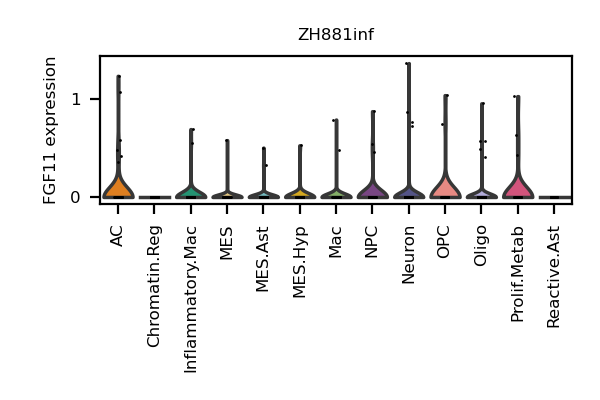 ZH881inf
FGF11 expression
1
0
AC
Chromatin.Reg
Inflammatory.Mac
MES
MES.Ast
MES.Hyp
Mac
NPC
Neuron
OPC
Oligo
Prolif.Metab
Reactive.Ast